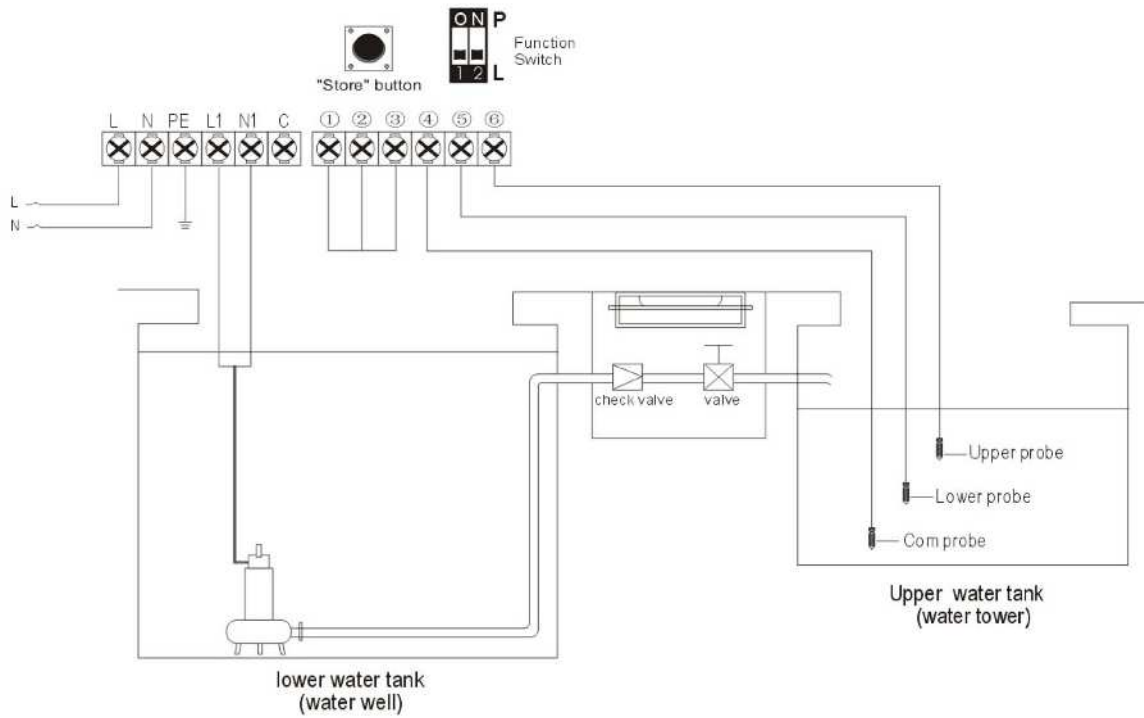 ON P
Function
Switch
1 2 L
"Store" button
L N PE L1 N1 C ① ② ③ ④ ⑤ ⑥
L
N
check valve
valve
Upper probe
Lower probe
Com probe
Upper water tank
(water tower)
lower water tank
(water well)